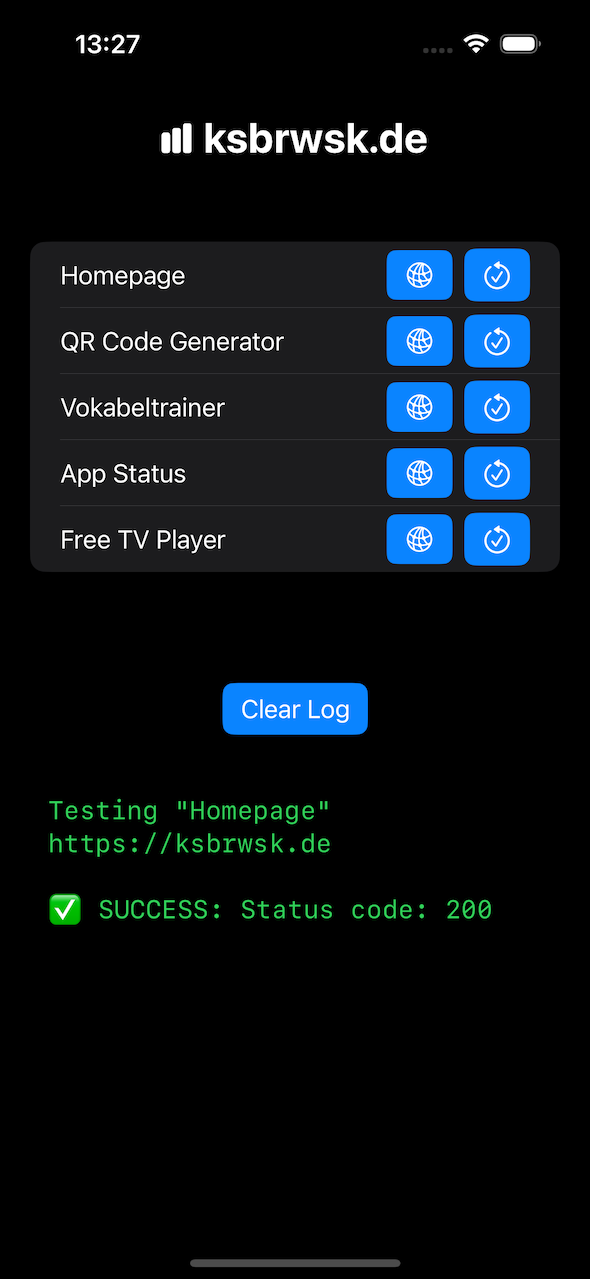 13:27
ksbrwsk.de
Homepage
QR Code Generator
Vokabeltrainer
App Status
Free TV Player
Clear Log
Testing "Homepage"
https://ksbrwsk.de
✅ SUCCESS: Status code: 200